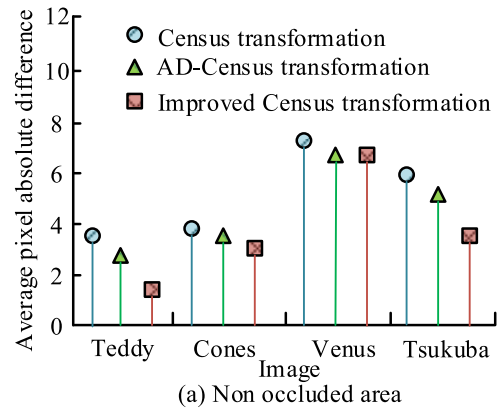 Average pixel absolute difference
12
10
8
6
4
2
0
Census transformation
AD-Census transformation
Improved Census transformation
Teddy Cones Venus Tsukuba
Image
(a) Non occluded area